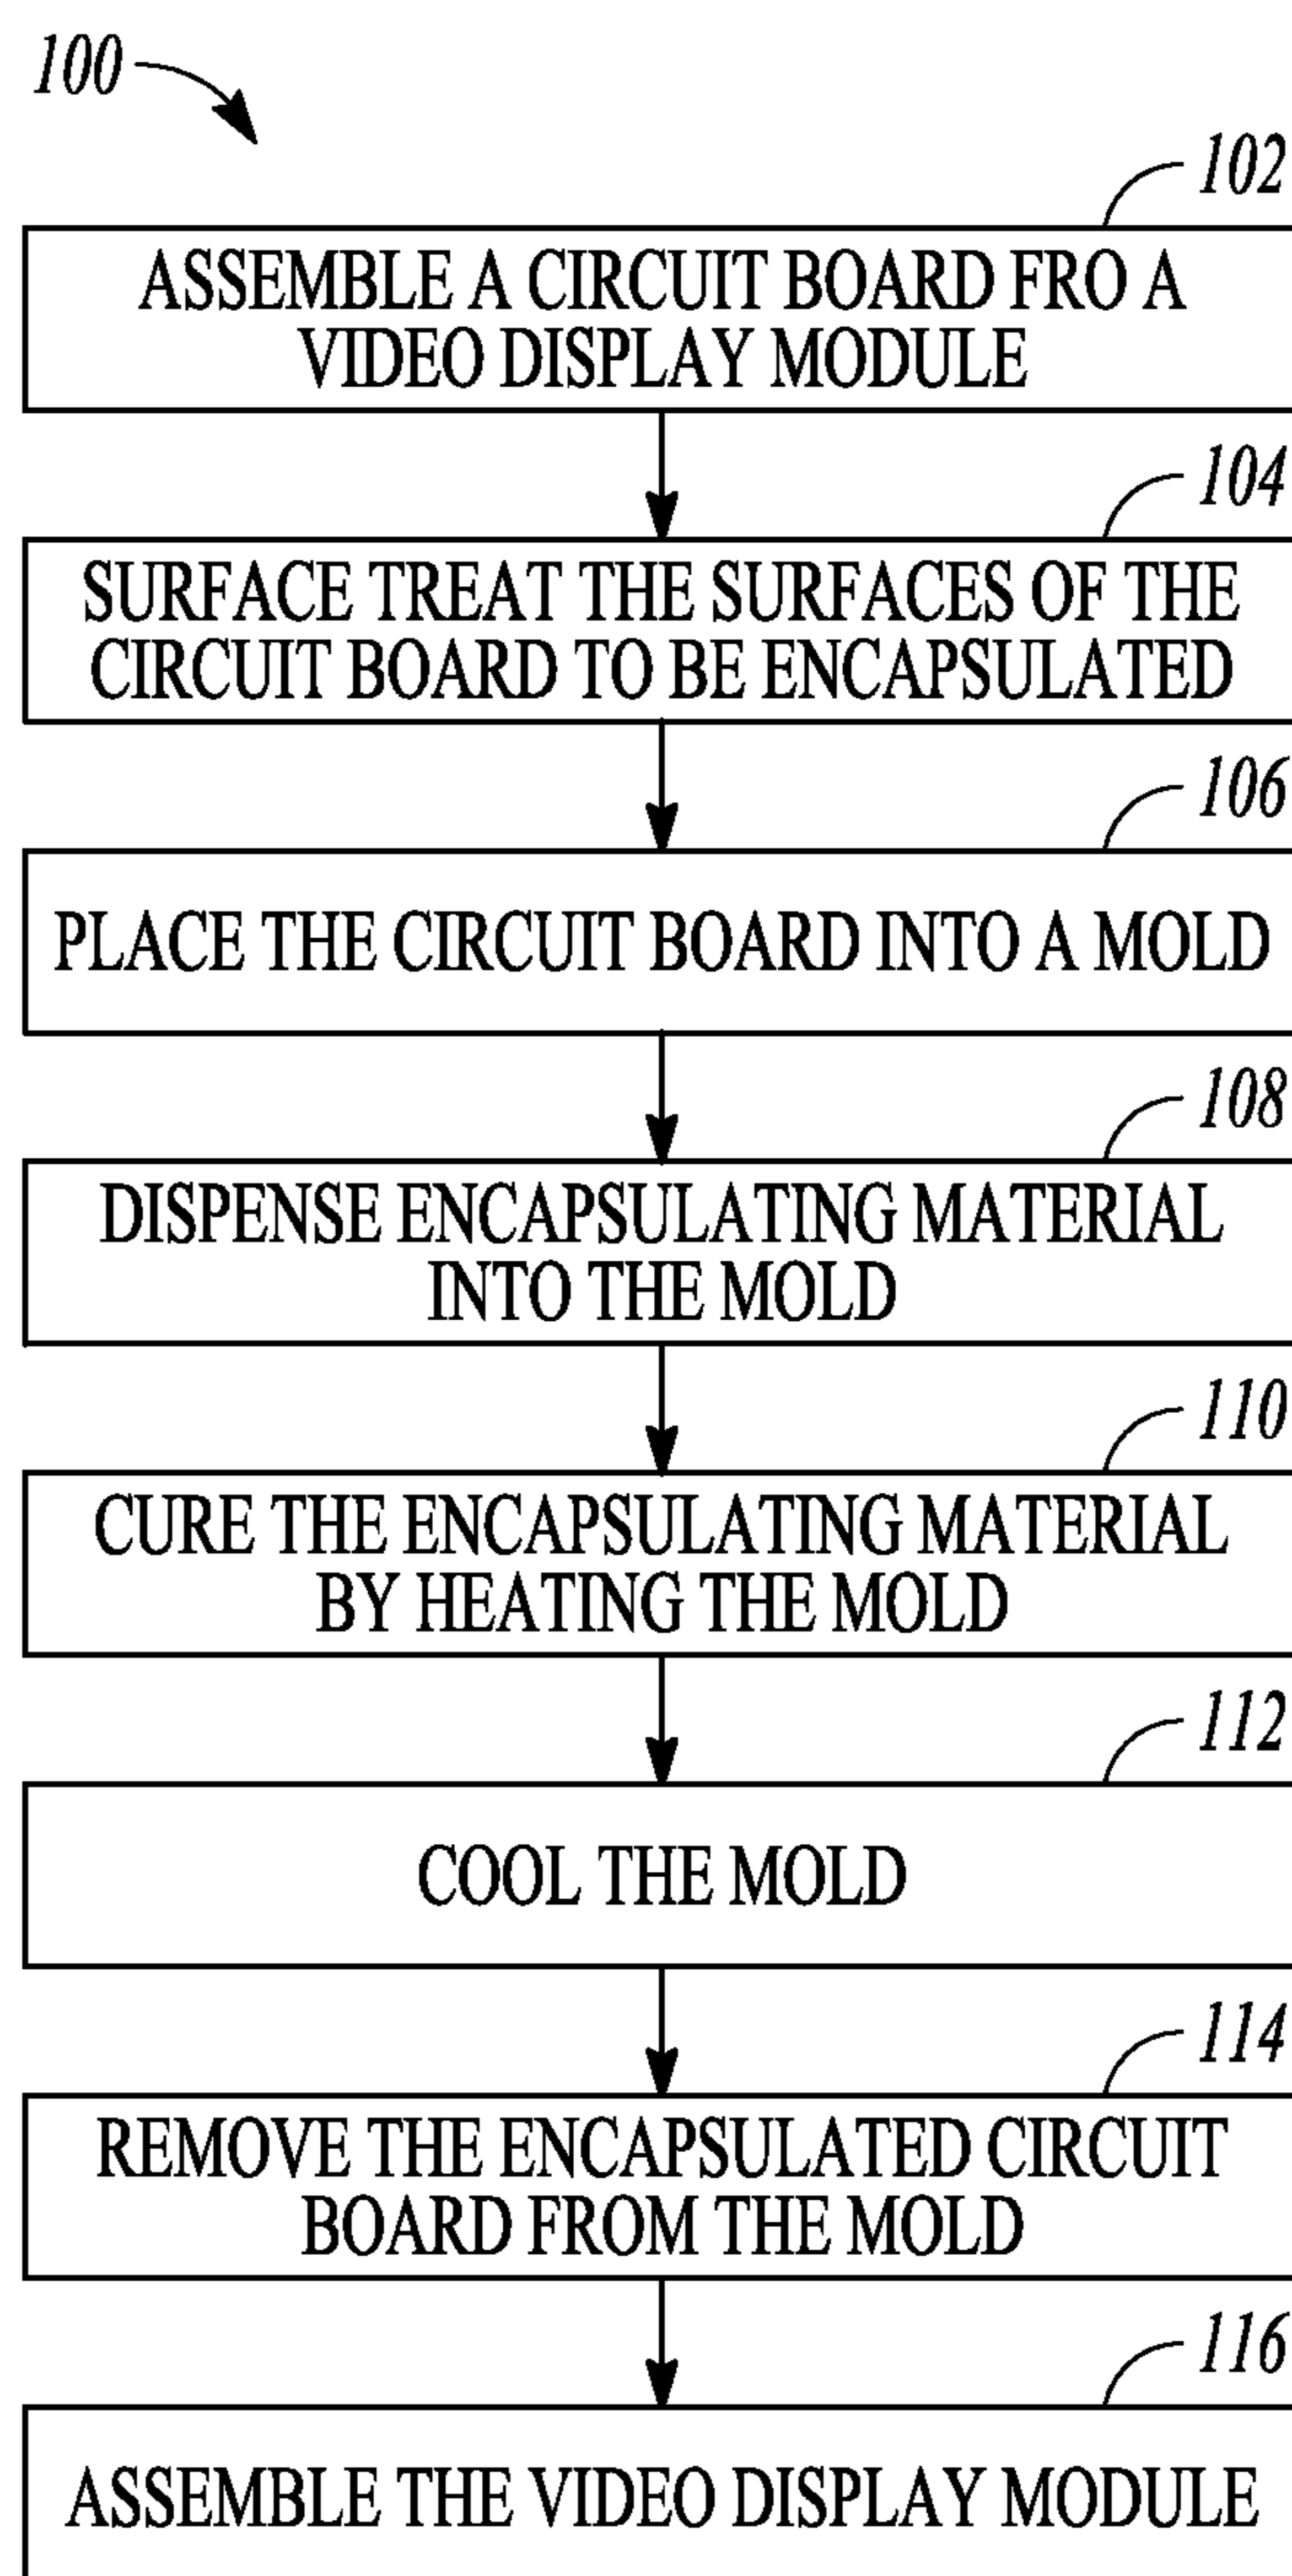 100
102
ASSEMBLE A CIRCUIT BOARD FRO A
VIDEO DISPLAY MODULE
104
SURFACE TREAT THE SURFACES OF THE
CIRCUIT BOARD TO BE ENCAPSULATED
106
PLACE THE CIRCUIT BOARD INTO A MOLD
108
DISPENSE ENCAPSULATING MATERIAL
INTO THE MOLD
110
CURE THE ENCAPSULATING MATERIAL
BY HEATING THE MOLD
112
COOL THE MOLD
114
REMOVE THE ENCAPSULATED CIRCUIT
BOARD FROM THE MOLD
116
ASSEMBLE THE VIDEO DISPLAY MODULE